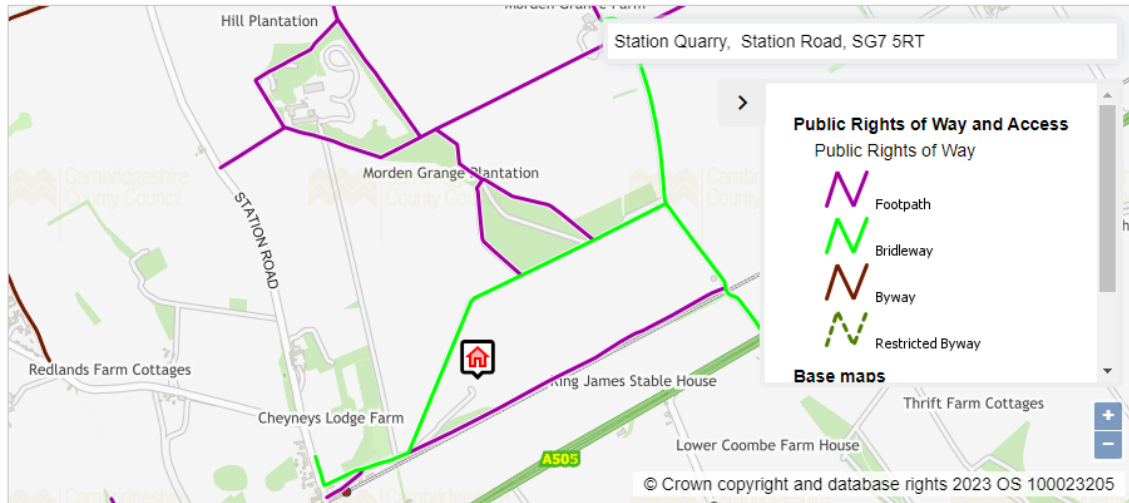 Hill Plantation
Morden Grange Farm
Station Quarry, Station Road, SG7 5RT
Public Rights of Way and Access
Public Rights of Way
Footpath
Bridleway
Byway
Restricted Byway
Base maps
Morden Grange Plantation
Cambridgeshire
County Council
STATION ROAD
Redlands Farm Cottages
Cheyneys Lodge Farm
King James Stable House
Thrift Farm Cottages
Lower Coombe Farm House
A505
© Crown copyright and database rights 2023 OS 100023205